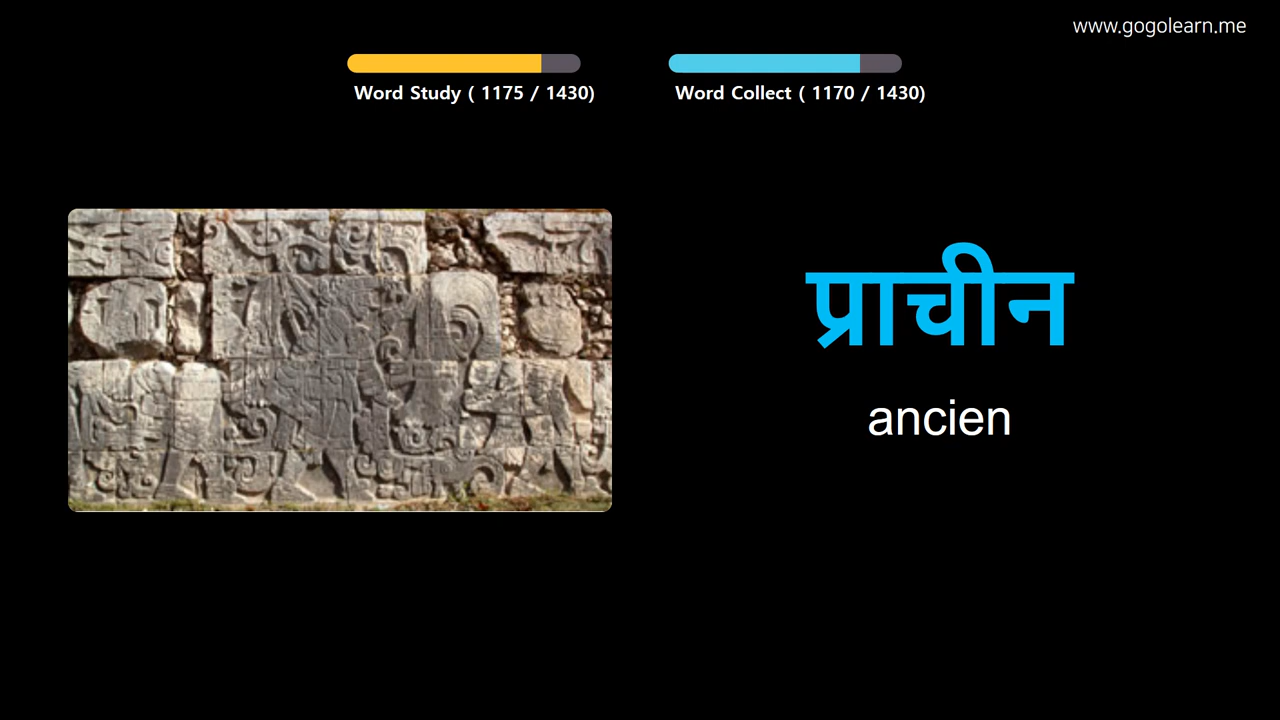 www.gogolearn.me
Word Study ( 1175 / 1430)
Word Collect ( 1170 / 1430)
प्राचीन
ancien